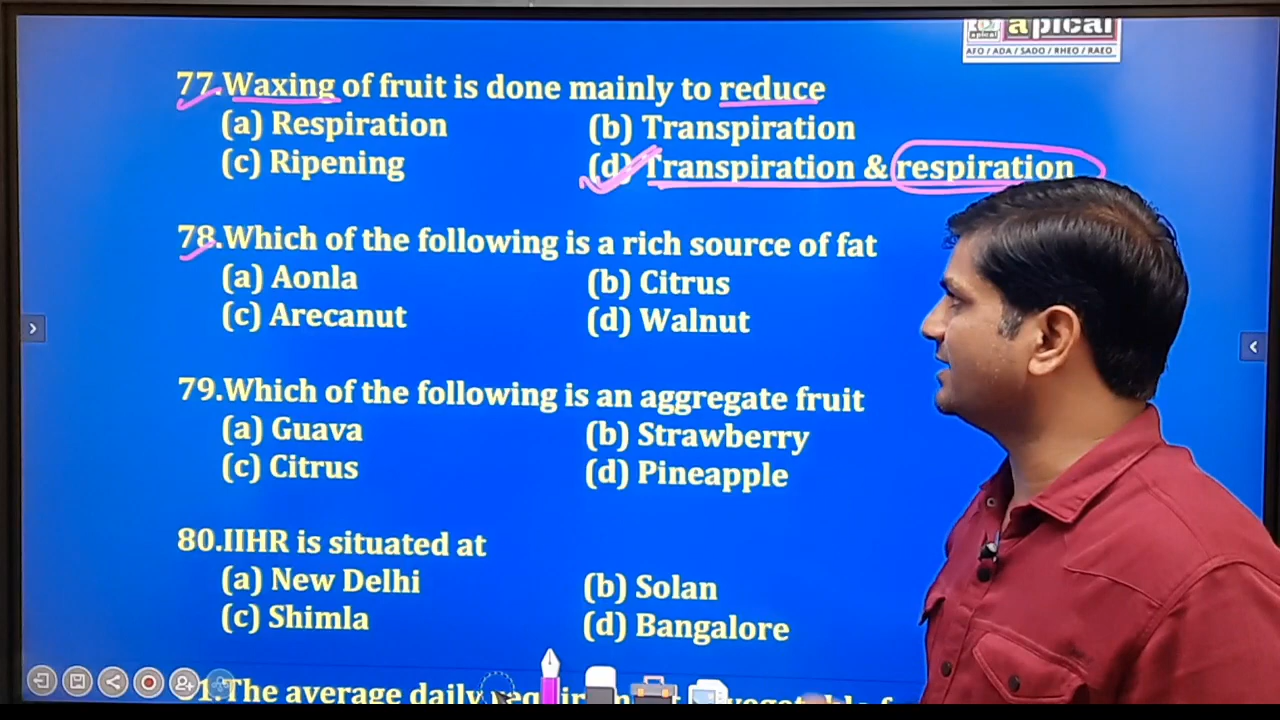 apical
AFO / ADA / SADO / RHEO / RAEO
77.Waxing of fruit is done mainly to reduce
(a) Respiration (b) Transpiration
(c) Ripening (d) Transpiration & respiration
78.Which of the following is a rich source of fat
(a) Aonla (b) Citrus
(c) Arecanut (d) Walnut
79.Which of the following is an aggregate fruit
(a) Guava (b) Strawberry
(c) Citrus (d) Pineapple
80.IIHR is situated at
(a) New Delhi (b) Solan
(c) Shimla (d) Bangalore
The average daily